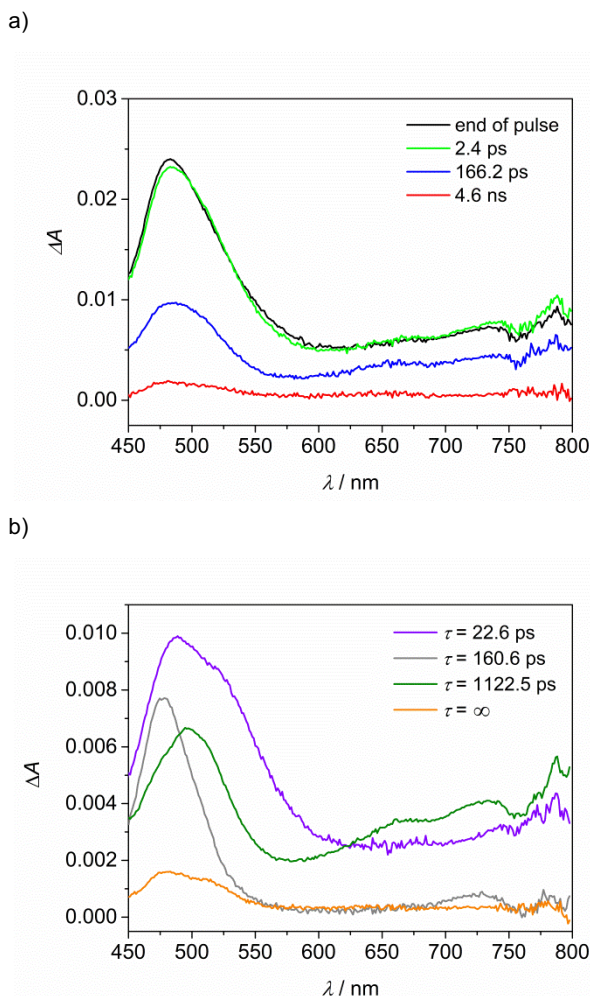 a)
0.03
0.02
0.01
0.00
ΔA
end of pulse
2.4 ps
166.2 ps
4.6 ns
450 500 550 600 650 700 750 800
λ / nm
b)
0.010
0.008
0.006
0.004
0.002
0.000
ΔA
τ = 22.6 ps
τ = 160.6 ps
τ = 1122.5 ps
τ = ∞
450 500 550 600 650 700 750 800
λ / nm